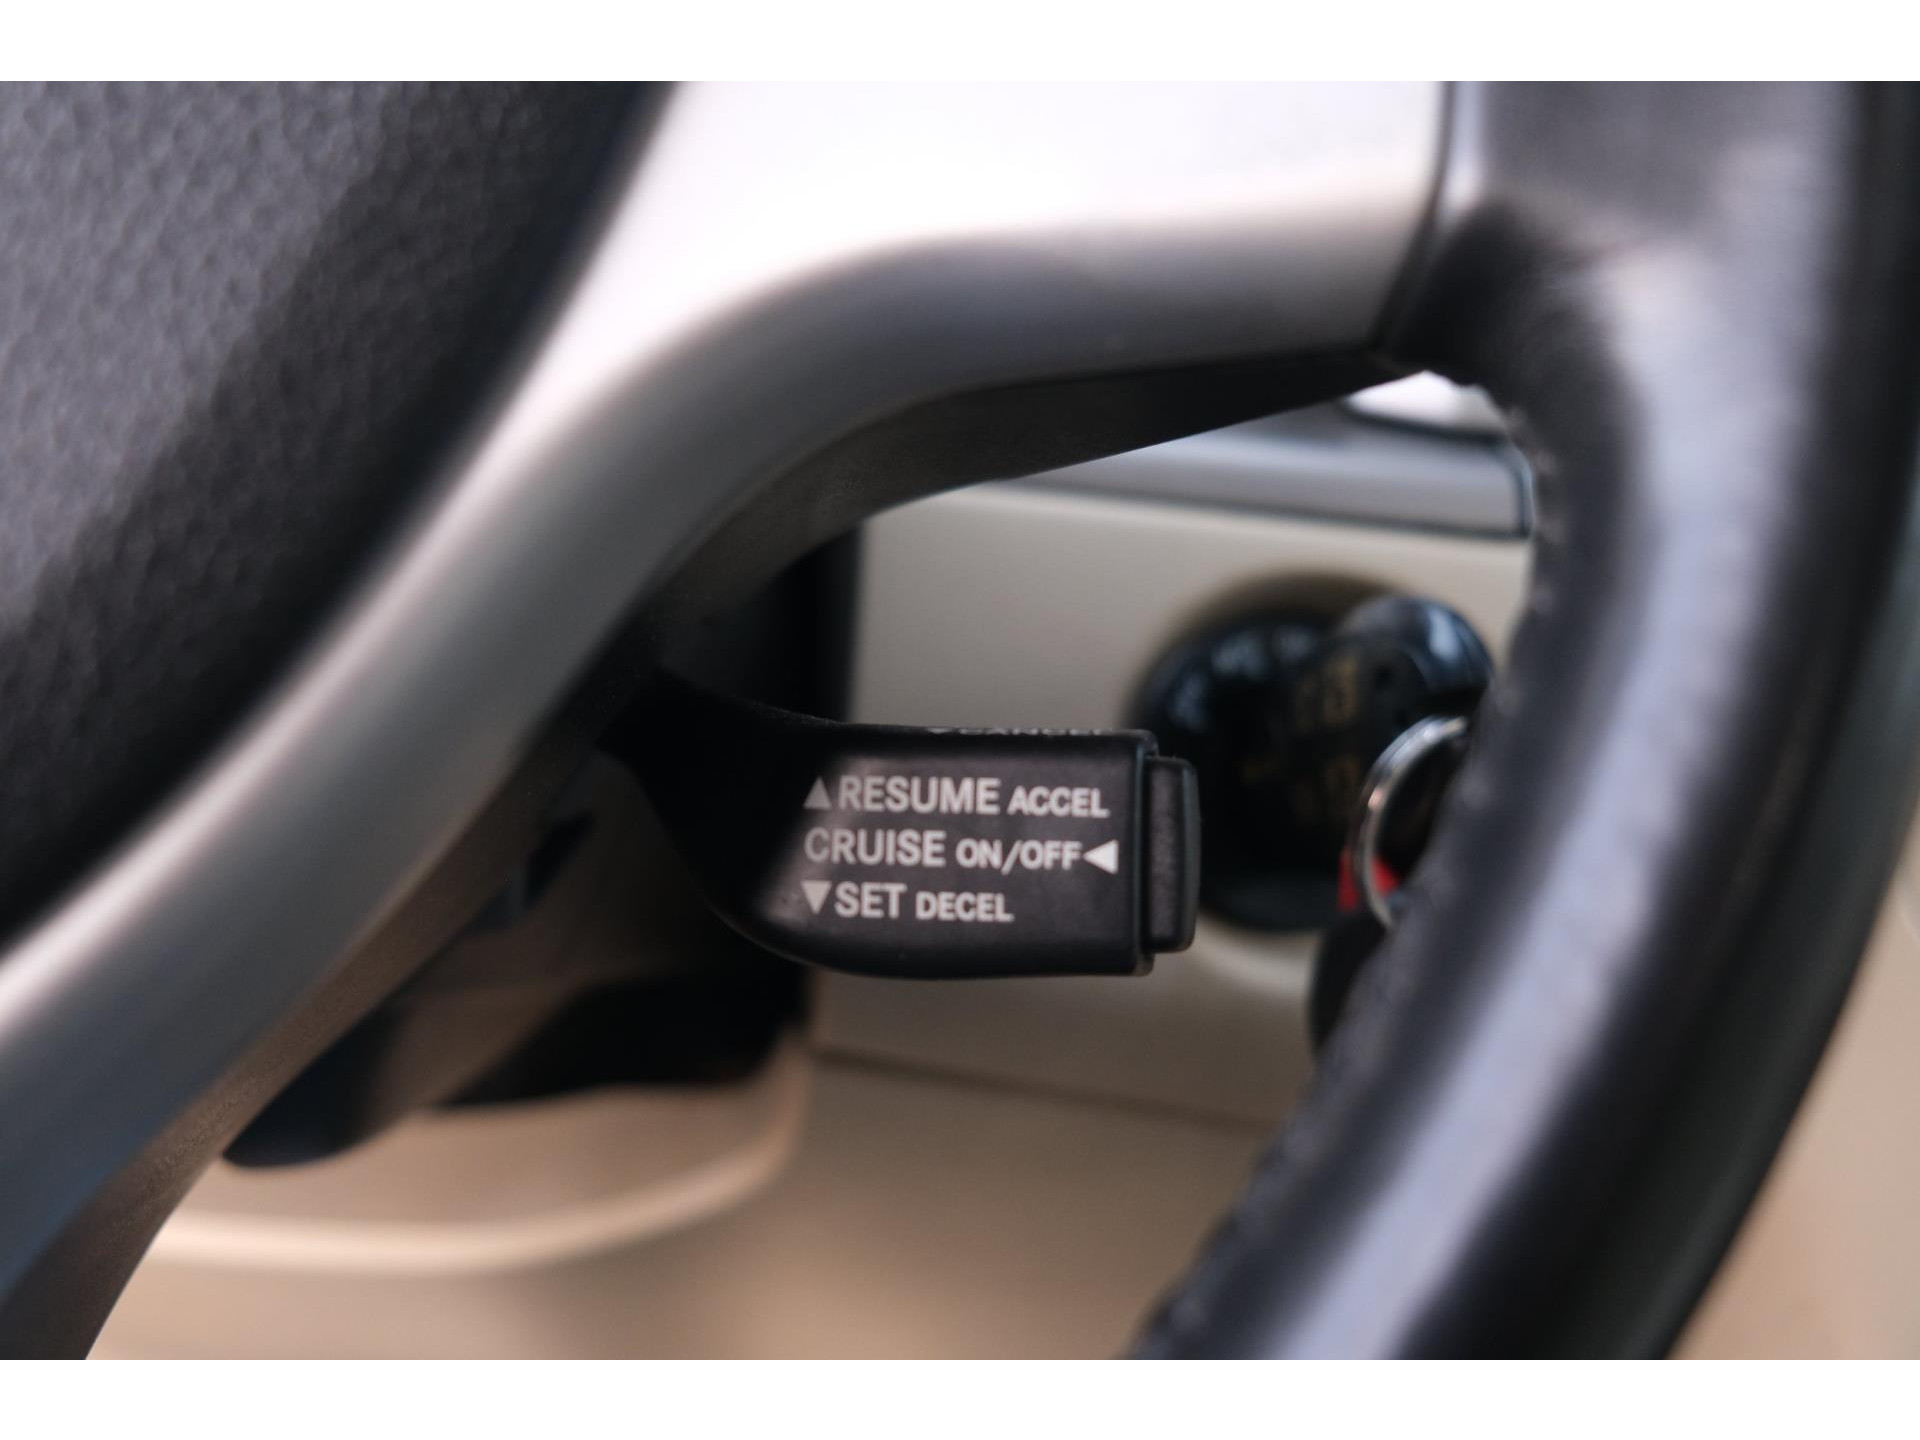 ▲RESUME ACCEL
CRUISE ON/OFF◀
▼SET DECEL